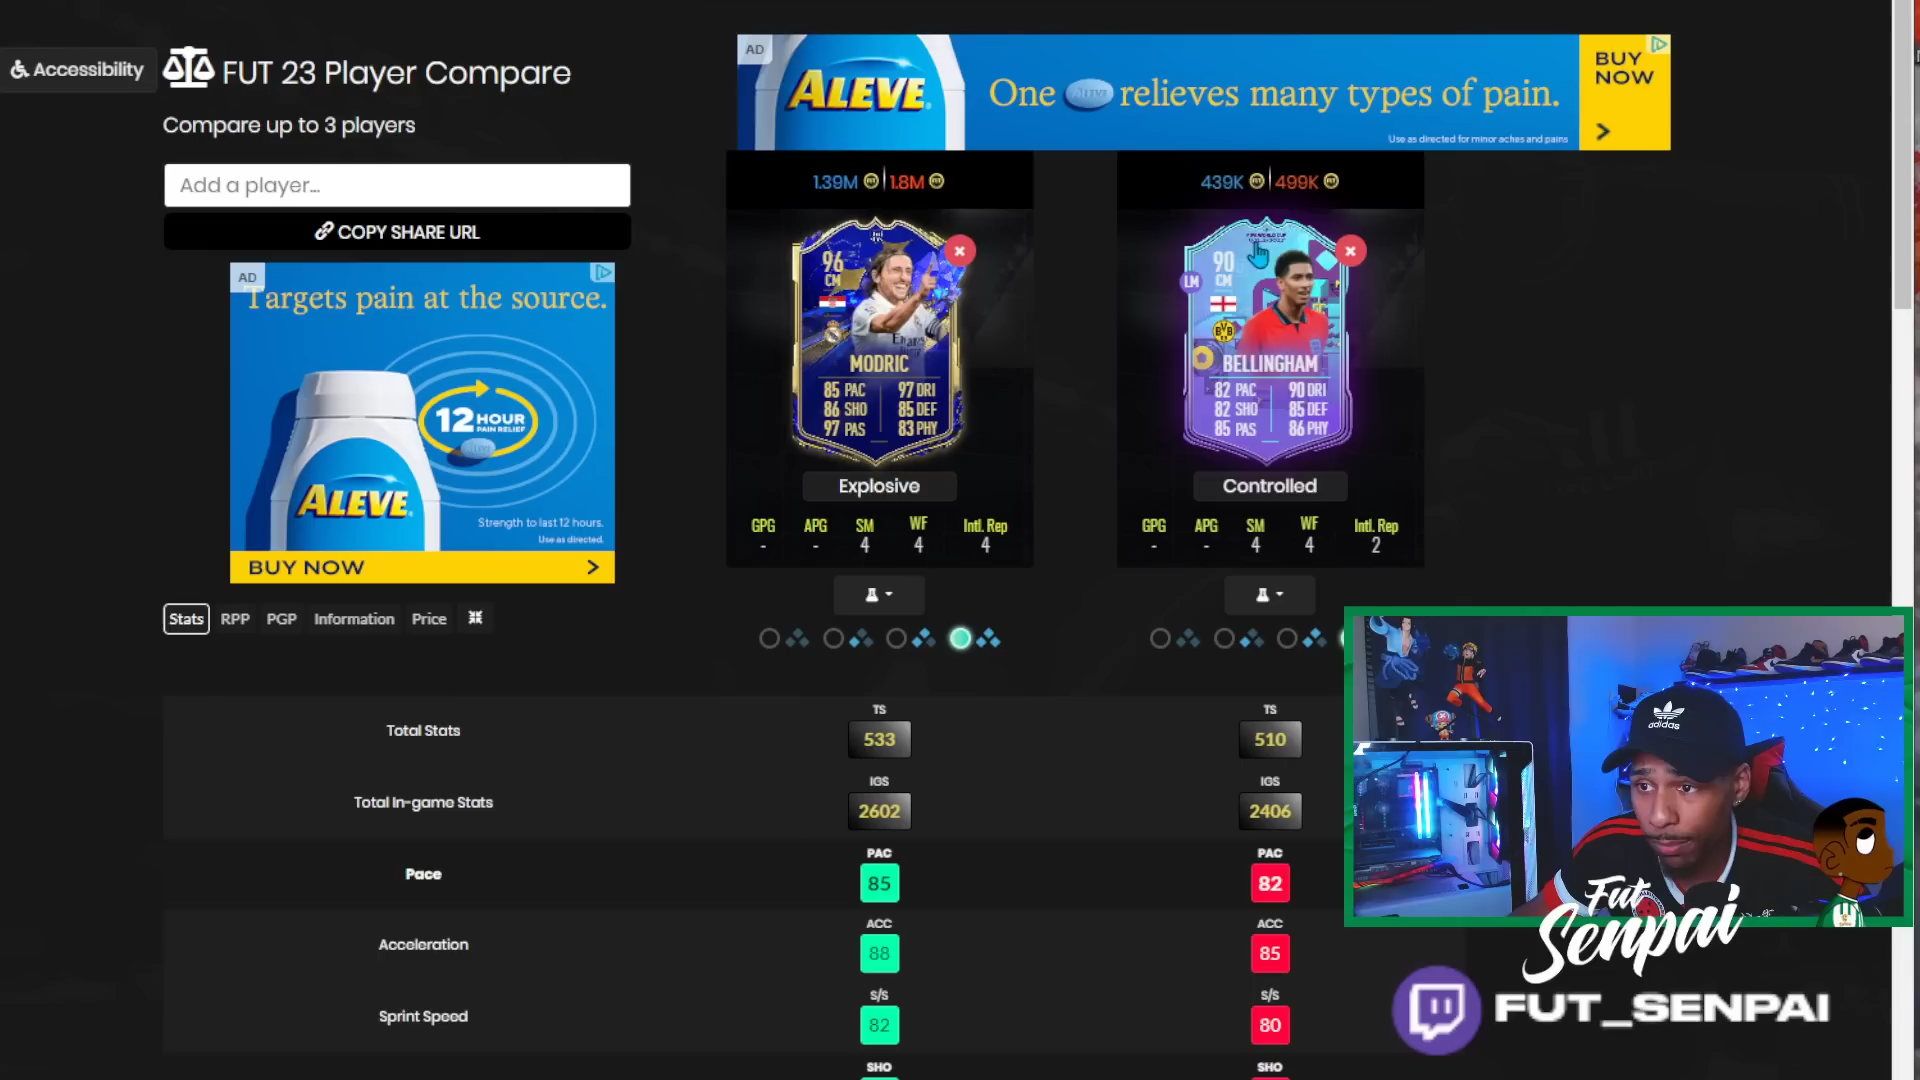 Accessibility
FUT 23 Player Compare
Compare up to 3 players
Add a player...
COPY SHARE URL
AD
Targets pain at the source.
12 HOUR
PAIN RELIEF
ALEVE
Strength to last 12 hours.
Use as directed.
BUY NOW
AD
ALEVE
One ALEVE relieves many types of pain.
Use as directed for minor aches and pains
BUY
NOW
1.39M 1.8M
96
CM
MODRIC
85 PAC 97 DRI
86 SHO 85 DEF
97 PAS 83 PHY
Explosive
GPG APG SM WF Intl. Rep
- - 4 4 4
439K 499K
LM
90
CM
BVB
BELLINGHAM
82 PAC 90 DRI
82 SHO 85 DEF
85 PAS 86 PHY
Controlled
GPG APG SM WF Intl. Rep
- - 4 4 2
Stats RPP PGP Information Price
Total Stats
TS
533
TS
510
Total In-game Stats
IGS
2602
IGS
2406
Pace
PAC
85
PAC
82
Acceleration
ACC
88
ACC
85
Sprint Speed
S/S
82
S/S
80
SHO
SHO
adidas
Fut
Senpai
FUT_SENPAI